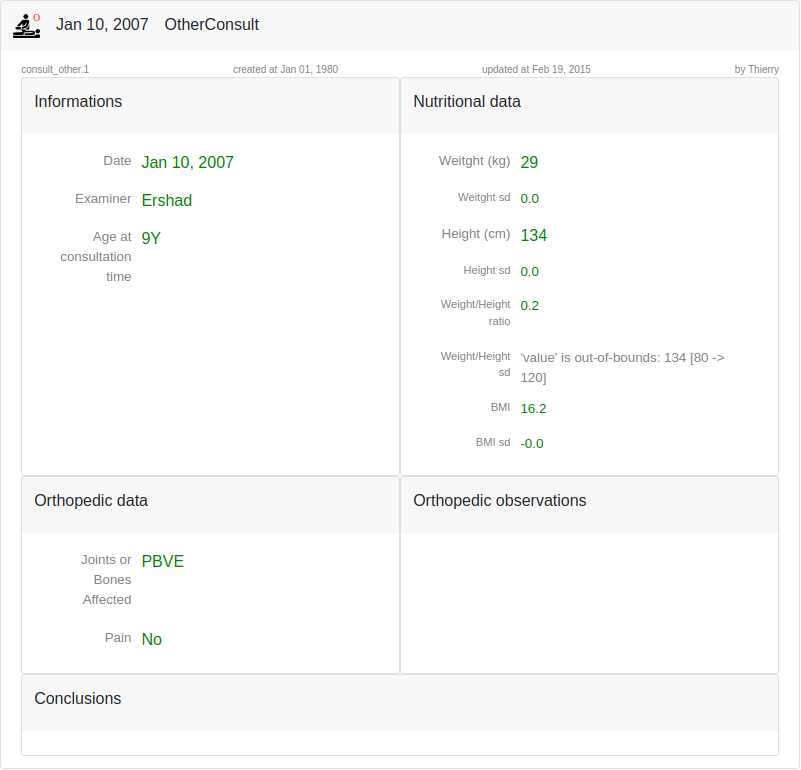 O
Jan 10, 2007 OtherConsult
consult_other.1 created at Jan 01, 1980 updated at Feb 19, 2015 by Thierry
Informations
Date Jan 10, 2007
Examiner Ershad
Age at 9Y
consultation
time
Nutritional data
Weitght (kg) 29
Weitght sd 0.0
Height (cm) 134
Height sd 0.0
Weight/Height 0.2
ratio
Weight/Height 'value' is out-of-bounds: 134 [80 ->
sd 120]
BMI 16.2
BMI sd -0.0
Orthopedic data
Joints or PBVE
Bones
Affected
Pain No
Orthopedic observations
Conclusions